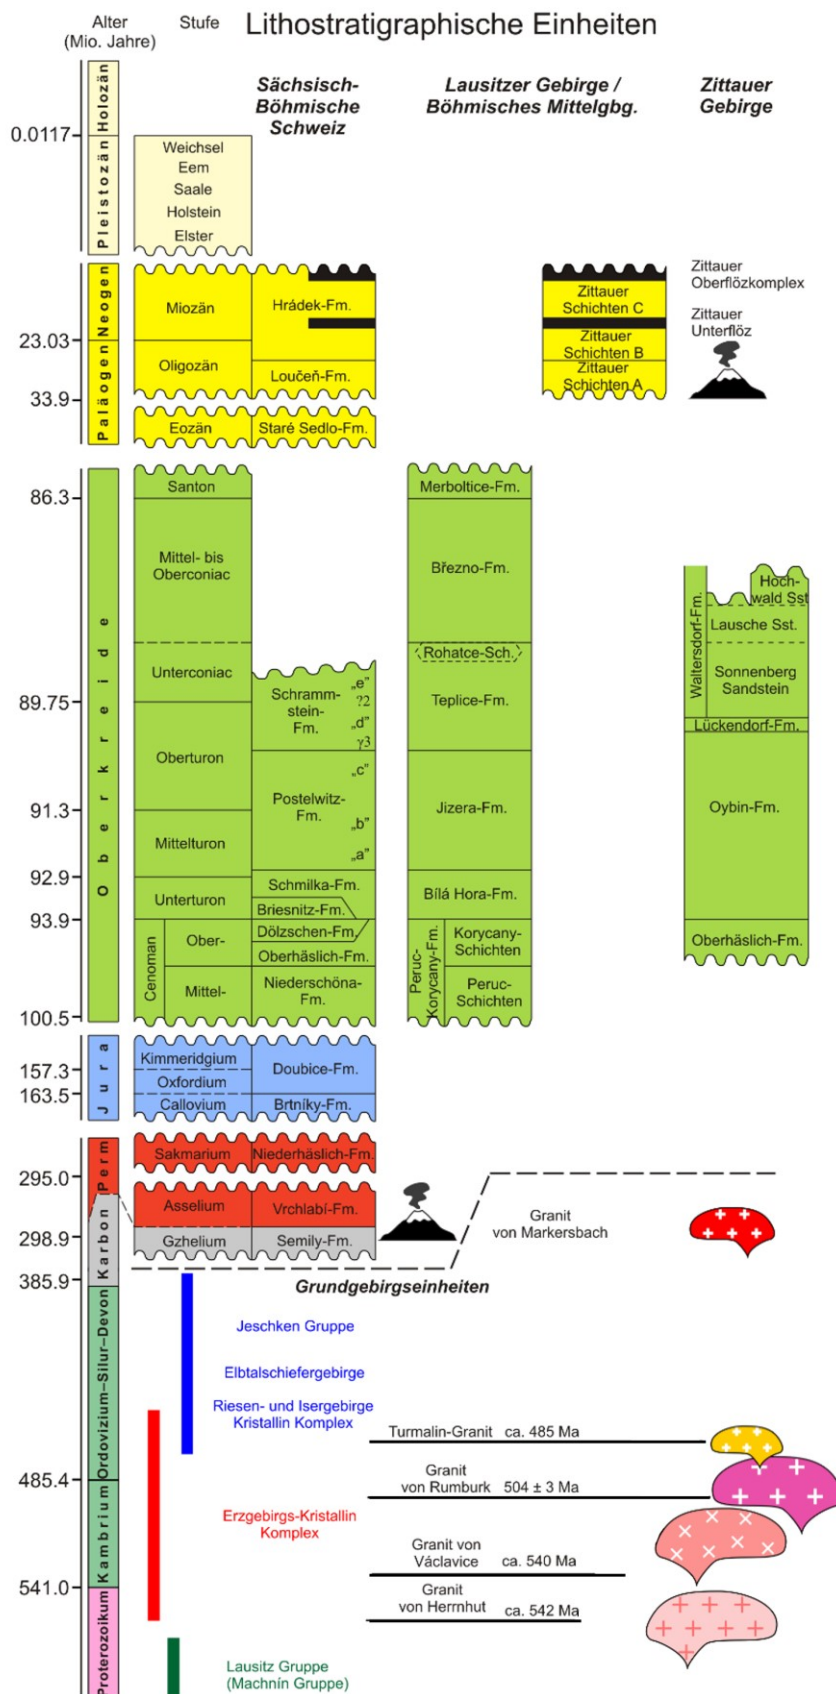 Alter
(Mio. Jahre)
Stufe
Lithostratigraphische Einheiten
Sächsisch-
Böhmische
Schweiz
Lausitzer Gebirge /
Böhmisches Mittelgbg.
Zittauer
Gebirge
Holozän
0.0117
Pleistozän
Weichsel
Eem
Saale
Holstein
Elster
Neogen
Miozän
Hrádek-Fm.
Zittauer
Schichten C
Zittauer
Oberflözkomplex
Zittauer
Unterflöz
23.03
Paläogen
Oligozän
Loučeň-Fm.
Zittauer
Schichten B
Zittauer
Schichten A
33.9
Eozän
Staré Sedlo-Fm.
Oberkreide
86.3
Santon
Merboltice-Fm.
Mittel- bis
Oberconiac
Březno-Fm.
Waltersdorf-Fm.
Hoch-
wald Sst
Lausche Sst.
Unterconiac
Rohatce-Sch.
Sonnenberg
Sandstein
89.75
Schramm-
stein-
Fm.
„e"
?2
„d"
γ3
Teplice-Fm.
Lückendorf-Fm.
Oberturon
„c"
Postelwitz-
Fm.
Jizera-Fm.
Oybin-Fm.
91.3
„b"
Mittelturon
„a"
92.9
Schmilka-Fm.
Bílá Hora-Fm.
Unterturon
Briesnitz-Fm.
93.9
Cenoman
Ober-
Dölzschen-Fm.
Oberhäslich-Fm.
Peruc-
Korycany-Fm.
Korycany-
Schichten
Oberhäslich-Fm.
Mittel-
Niederschöna-
Fm.
Peruc-
Schichten
100.5
Jura
Kimmeridgium
Doubice-Fm.
157.3
Oxfordium
163.5
Callovium
Brtníky-Fm.
Perm
Sakmarium
Niederhäslich-Fm.
295.0
Asselium
Vrchlabí-Fm.
Karbon
298.9
Gzhelium
Semily-Fm.
Granit
von Markersbach
385.9
Grundgebirgseinheiten
Ordovizium–Silur–Devon
Jeschken Gruppe
Elbtalschiefergebirge
Riesen- und Isergebirge
Kristallin Komplex
Turmalin-Granit ca. 485 Ma
485.4
Granit
von Rumburk 504 ± 3 Ma
Kambrium
Erzgebirgs-Kristallin
Komplex
Granit von
Václavice ca. 540 Ma
541.0
Granit
von Herrnhut ca. 542 Ma
Proterozoikum
Lausitz Gruppe
(Machnín Gruppe)